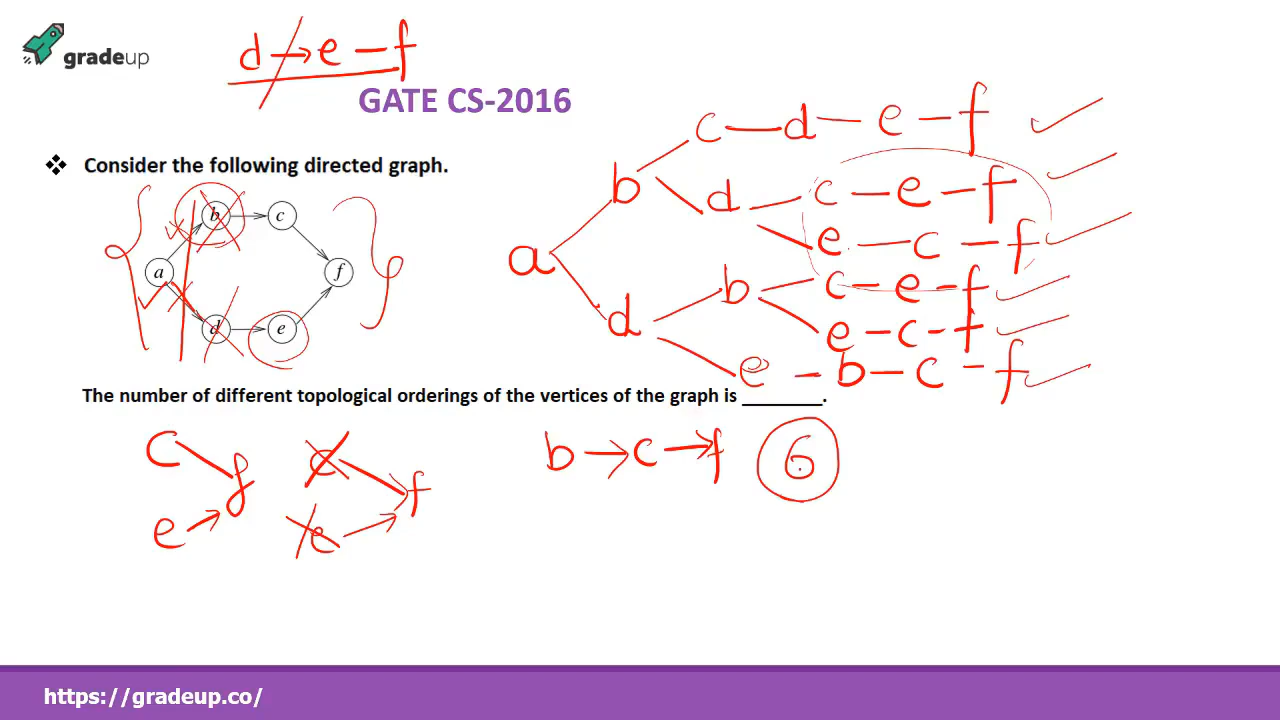 gradeup
d → e – f
GATE CS-2016
❖ Consider the following directed graph.
b c
a f
d e
a
b
c — d – e – f ✓
d
c – e – f ✓
e – c – f ✓
d
b
c – e – f ✓
e – c – f ✓
e – b – c – f ✓
The number of different topological orderings of the vertices of the graph is ________.
c
f
e →
c
f
e →
b → c → f
6
https://gradeup.co/